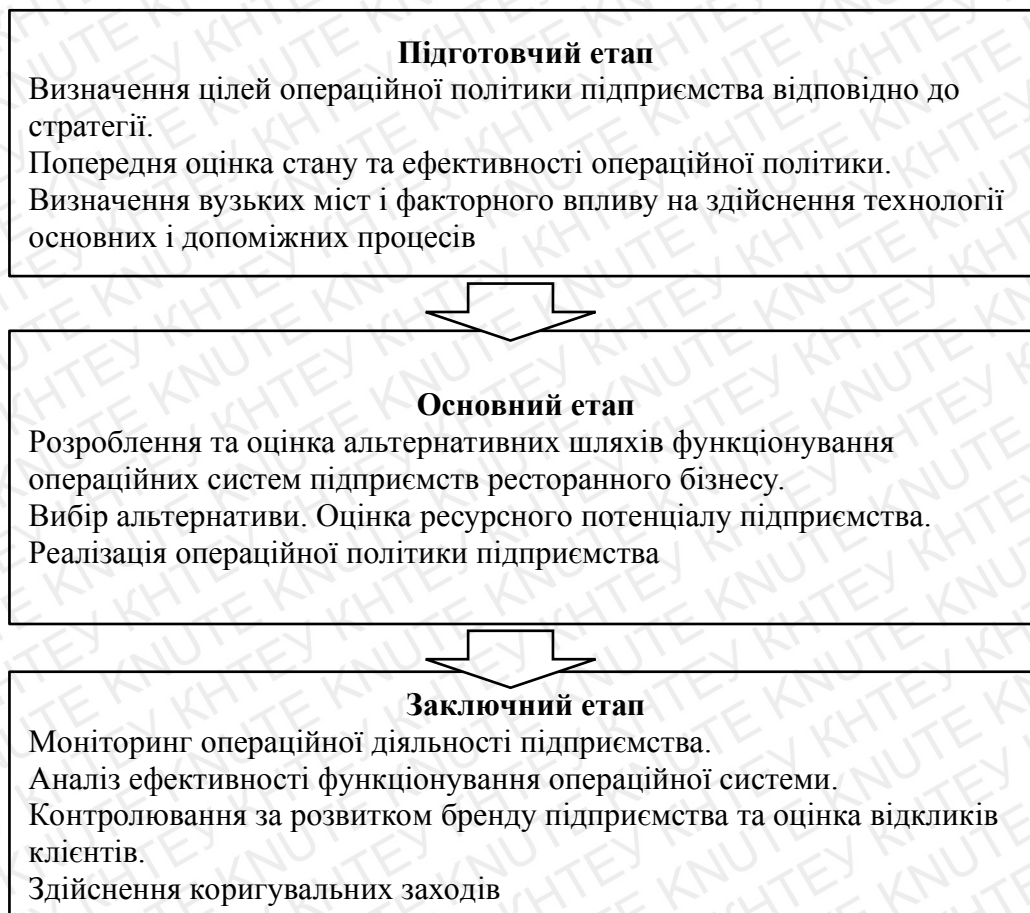 Підготовчий етап
Визначення цілей операційної політики підприємства відповідно до
стратегії.
Попередня оцінка стану та ефективності операційної політики.
Визначення вузьких міст і факторного впливу на здійснення технології
основних і допоміжних процесів
Основний етап
Розроблення та оцінка альтернативних шляхів функціонування
операційних систем підприємств ресторанного бізнесу.
Вибір альтернативи. Оцінка ресурсного потенціалу підприємства.
Реалізація операційної політики підприємства
Заключний етап
Моніторинг операційної діяльності підприємства.
Аналіз ефективності функціонування операційної системи.
Контролювання за розвитком бренду підприємства та оцінка відкликів
клієнтів.
Здійснення коригувальних заходів